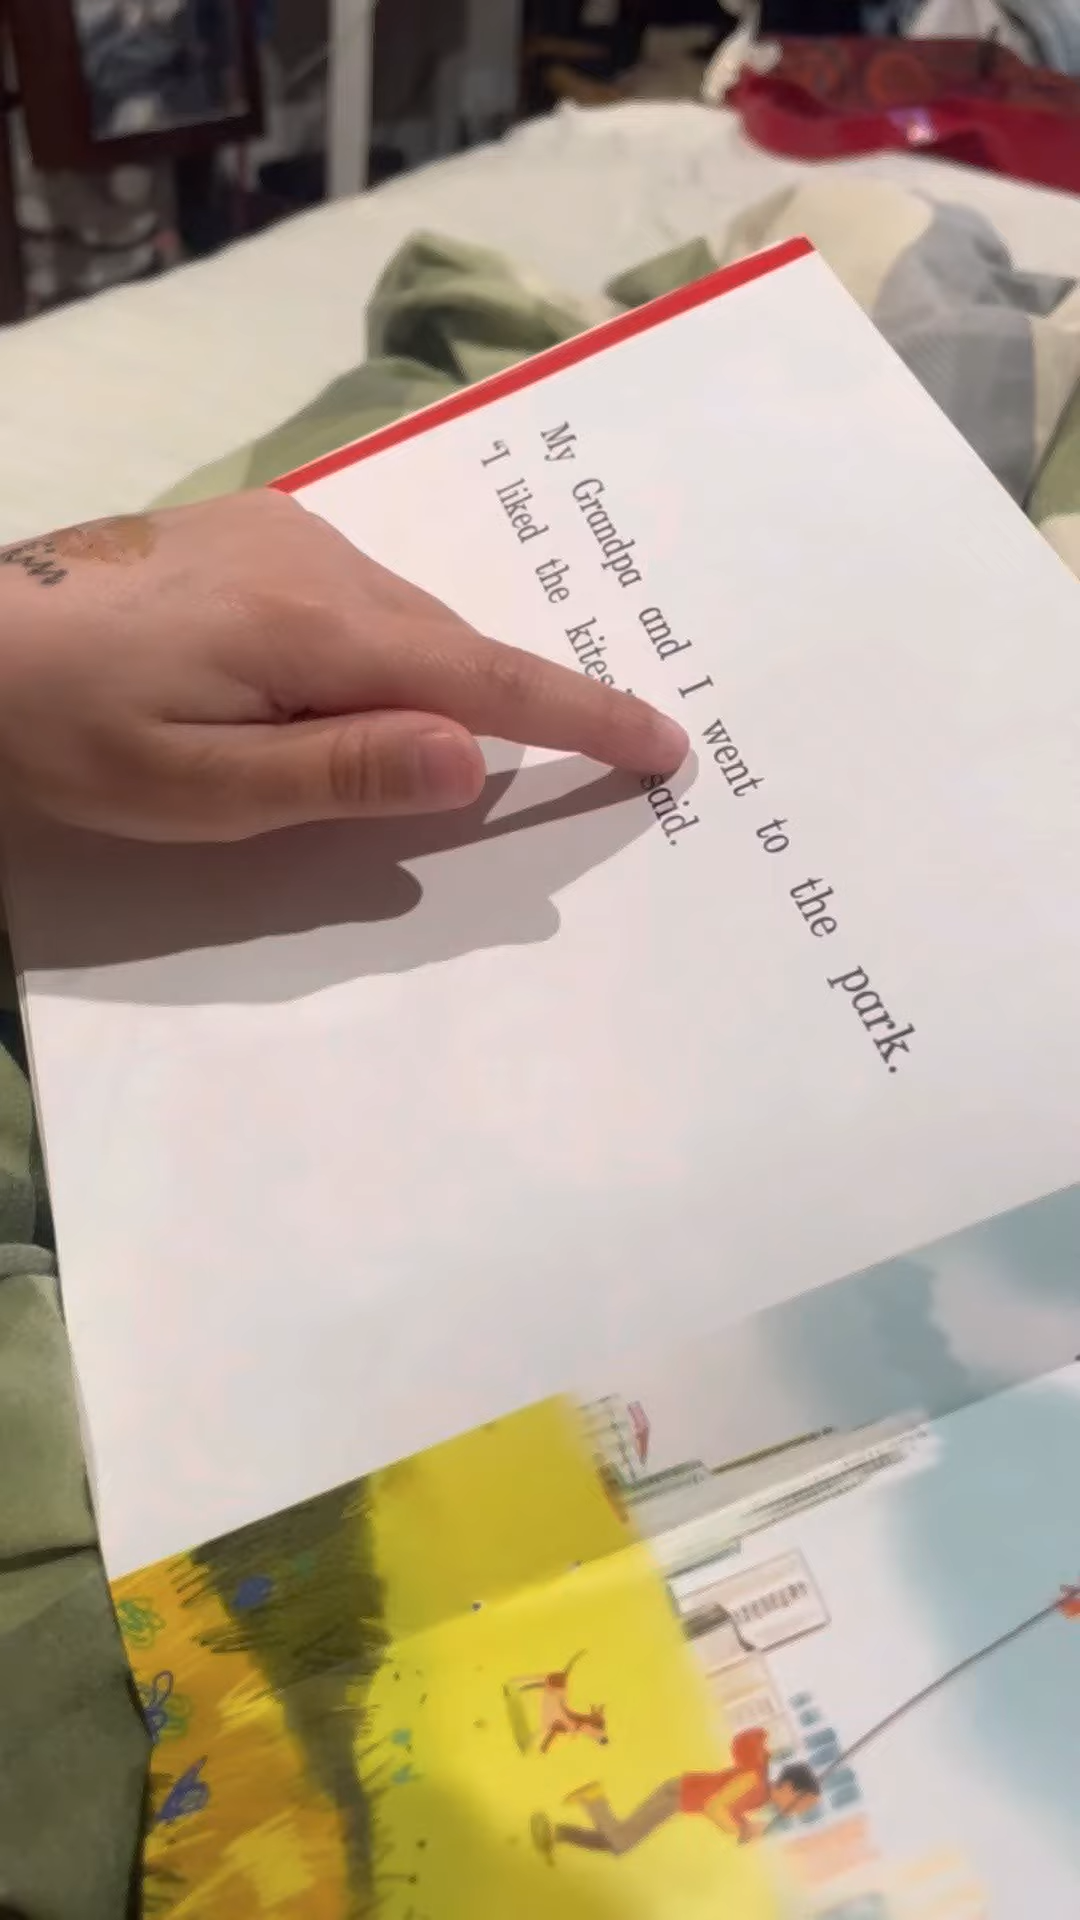 My Grandpa and I went to the park.
“I liked the kites said.